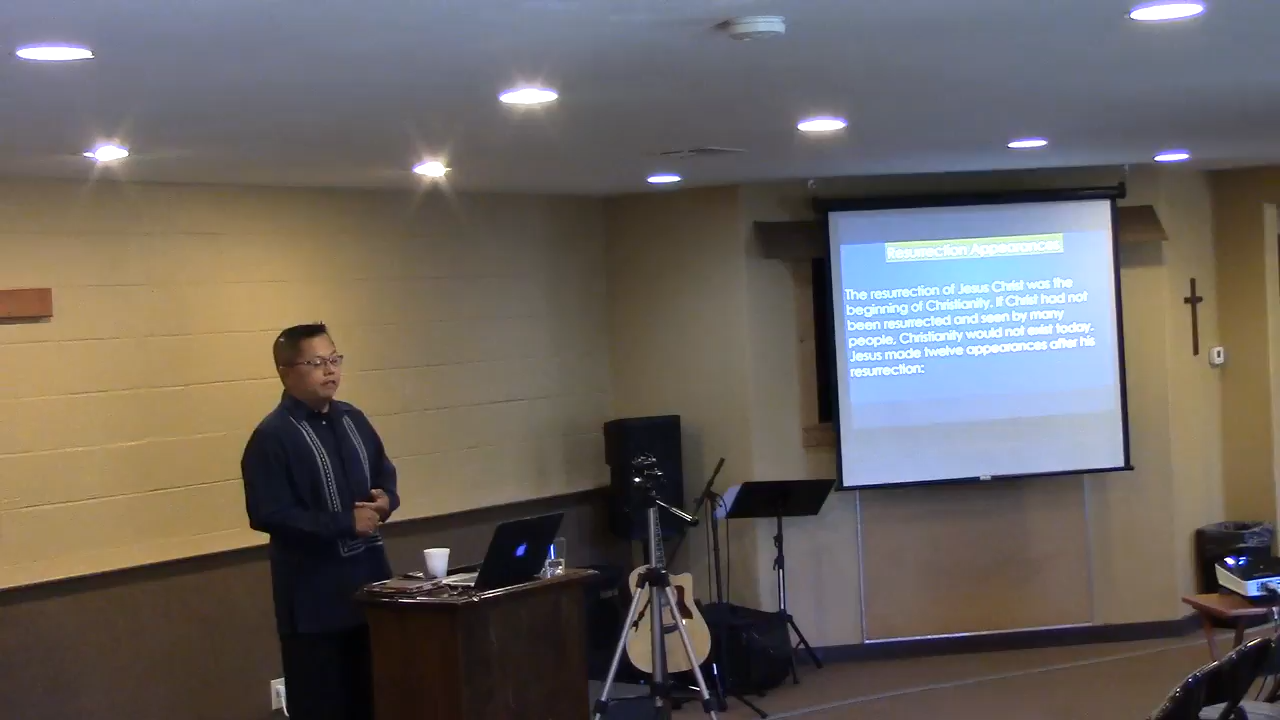 Resurrection Appearances
The resurrection of Jesus Christ was the
beginning of Christianity. If Christ had not
been resurrected and seen by many
people, Christianity would not exist today.
Jesus made twelve appearances after his
resurrection: